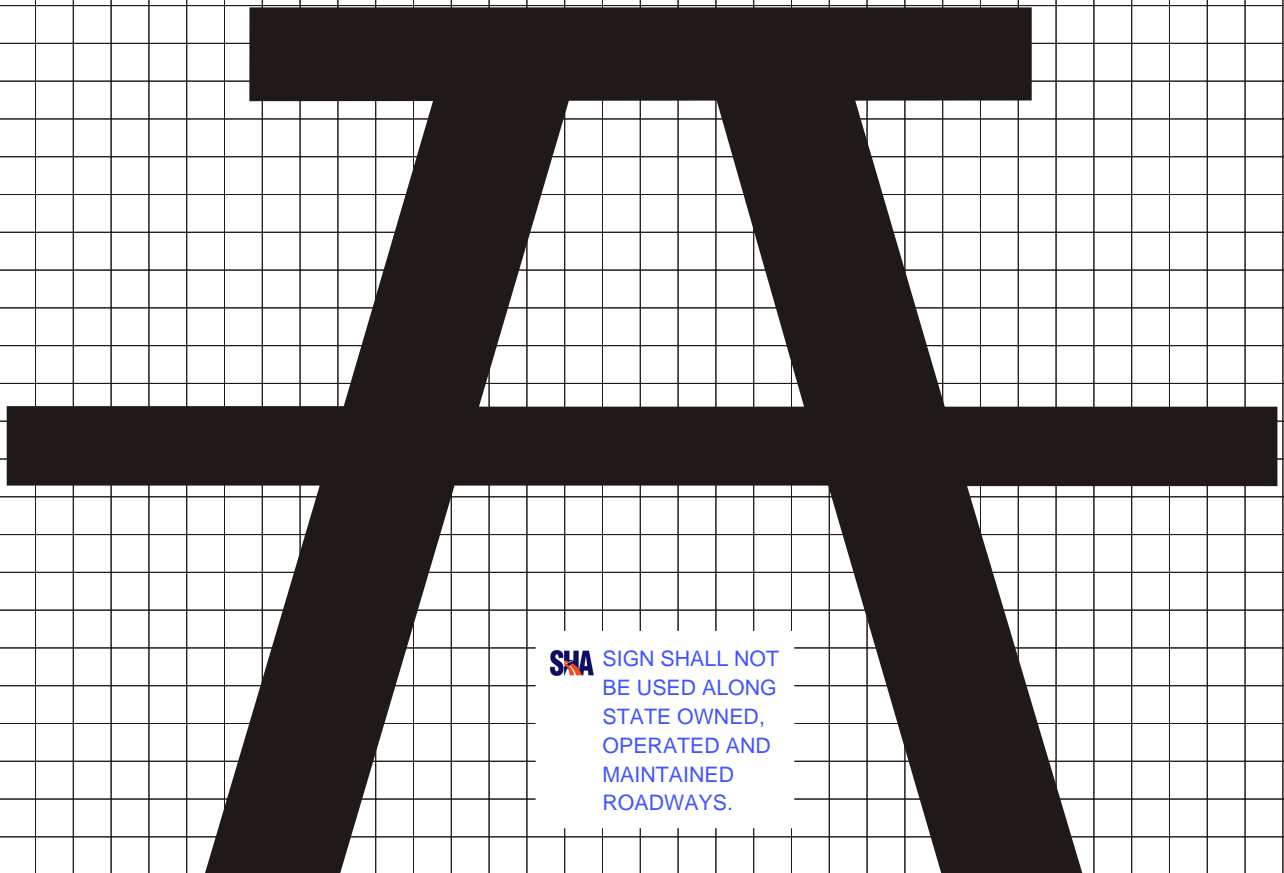 SHA SIGN SHALL NOT
BE USED ALONG
STATE OWNED,
OPERATED AND
MAINTAINED
ROADWAYS.